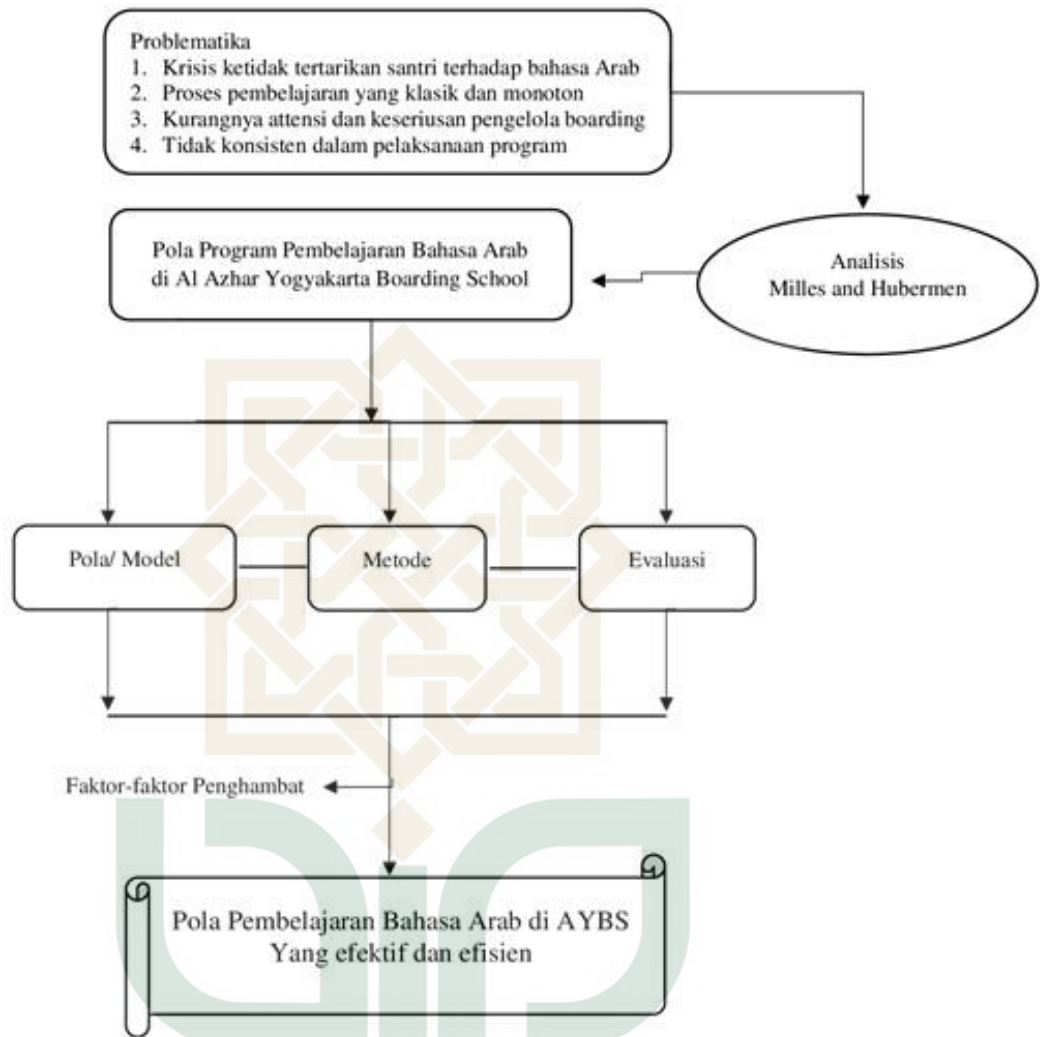 Problematika
1. Krisis ketidak tertarikan santri terhadap bahasa Arab
2. Proses pembelajaran yang klasik dan monoton
3. Kurangnya attensi dan keseriusan pengelola boarding
4. Tidak konsisten dalam pelaksanaan program
Analisis
Milles and Hubermen
Pola Program Pembelajaran Bahasa Arab
di Al Azhar Yogyakarta Boarding School
Pola/ Model
Metode
Evaluasi
Faktor-faktor Penghambat
Pola Pembelajaran Bahasa Arab di AYBS
Yang efektif dan efisien